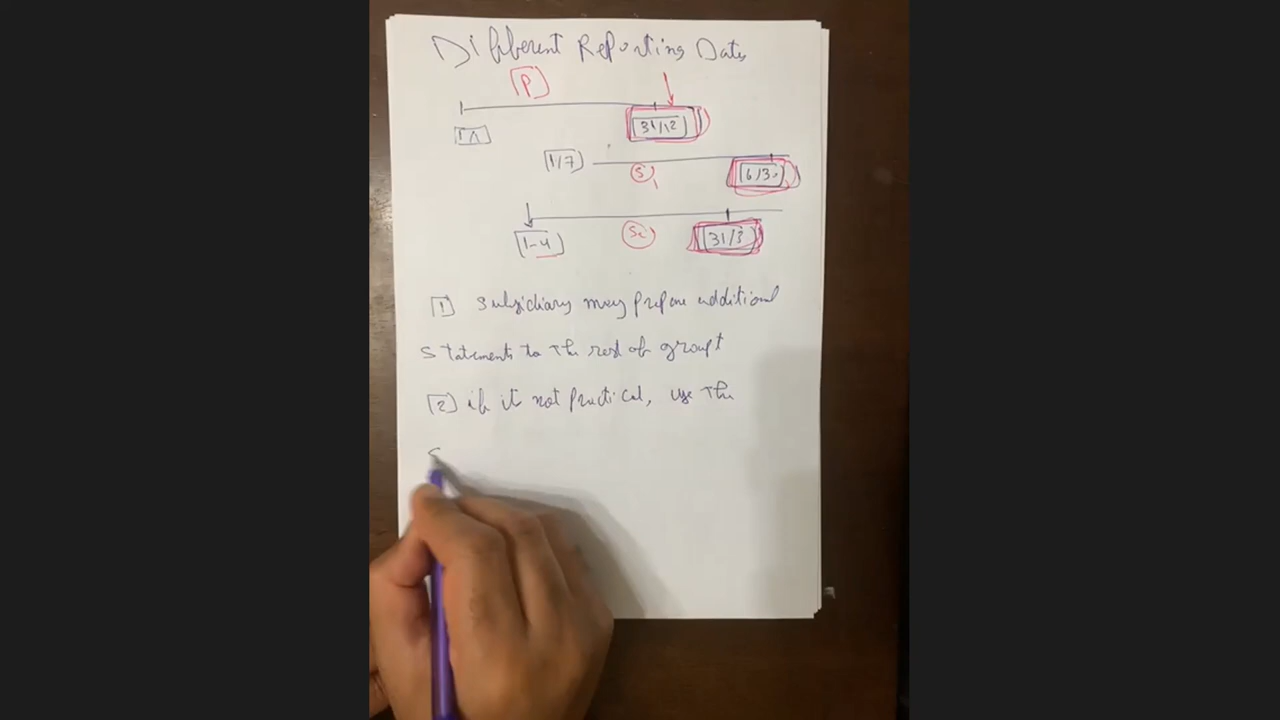 Different Reporting Dates
P
1/1
31/12
1/7
S1
6/30
1-4
S2
31/3
1 subsidiary may prepare additional
statements to the rest of group
2 if it not practical, use the
S